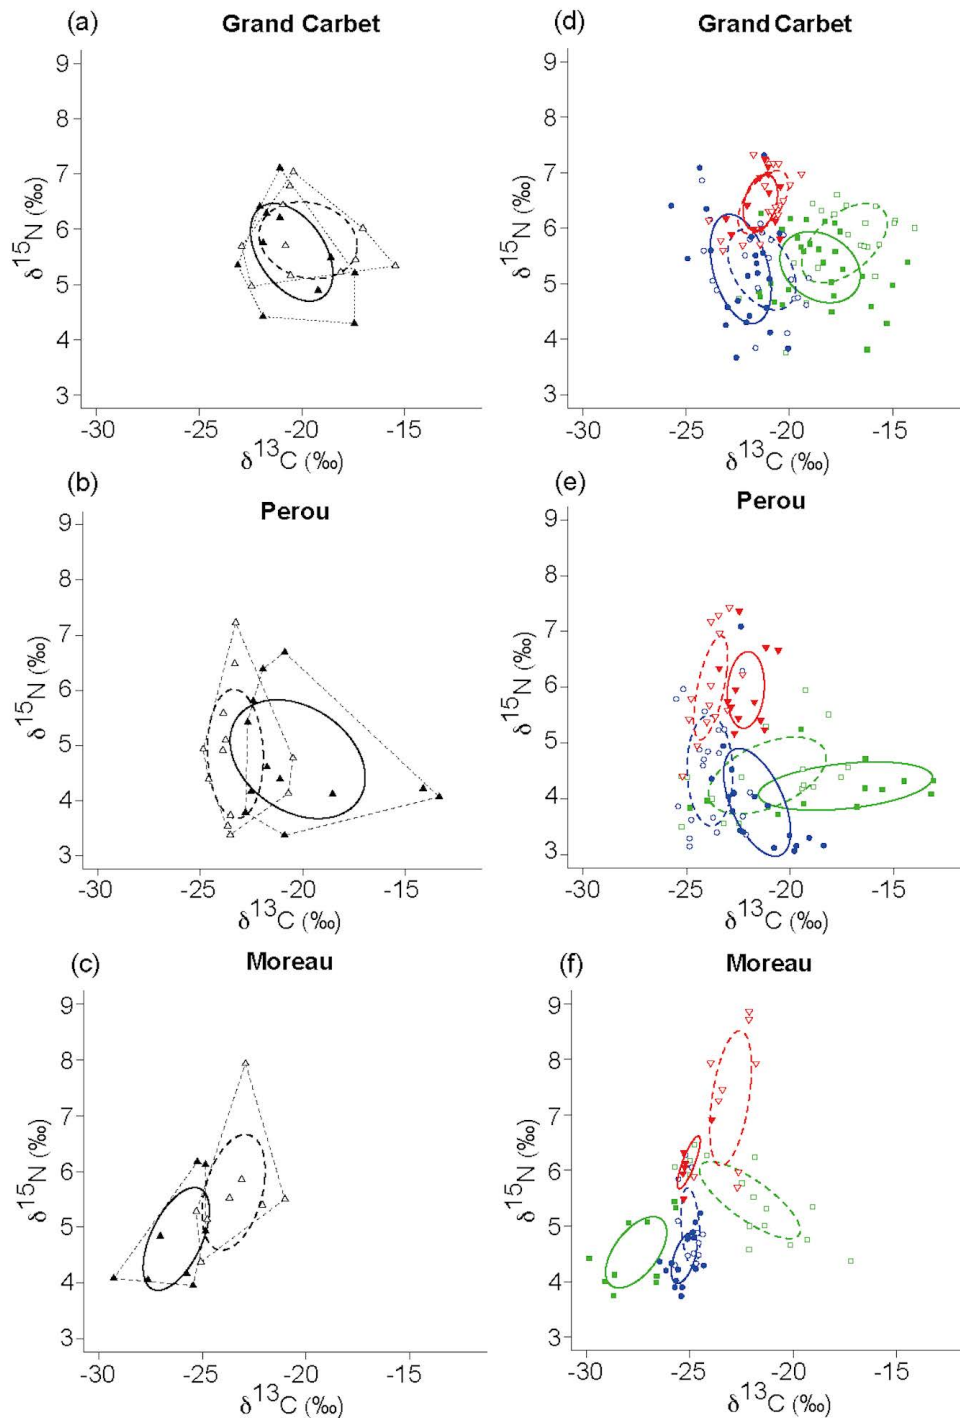 (a) Grand Carbet
9
8
7
6
5
4
3
δ15N (‰)
-30 -25 -20 -15
δ13C (‰)
(d) Grand Carbet
9
8
7
6
5
4
3
δ15N (‰)
-30 -25 -20 -15
δ13C (‰)
(b) Perou
9
8
7
6
5
4
3
δ15N (‰)
-30 -25 -20 -15
δ13C (‰)
(e) Perou
9
8
7
6
5
4
3
δ15N (‰)
-30 -25 -20 -15
δ13C (‰)
(c) Moreau
9
8
7
6
5
4
3
δ15N (‰)
-30 -25 -20 -15
δ13C (‰)
(f) Moreau
9
8
7
6
5
4
3
δ15N (‰)
-30 -25 -20 -15
δ13C (‰)